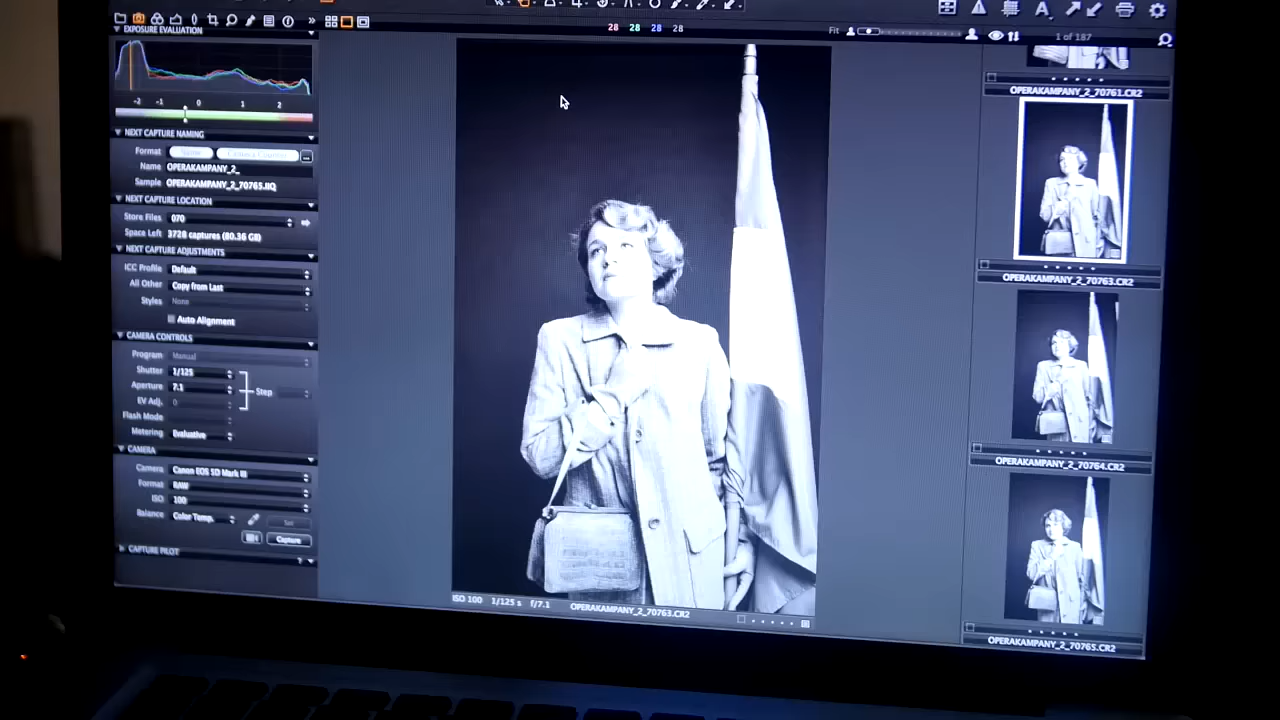 Fit
1 of 187
28 28 28 28
EXPOSURE EVALUATION
-2 -1 0 1 2
NEXT CAPTURE NAMING
Format
Name OPERAKAMPANY_2_
Sample OPERAKAMPANY_2_70765.IIQ
NEXT CAPTURE LOCATION
Store Files 070
Space Left 3728 captures (80.36 GB)
NEXT CAPTURE ADJUSTMENTS
ICC Profile Default
All Other Copy from Last
Styles None
Auto Alignment
CAMERA CONTROLS
Program Manual
Shutter 1/125
Aperture 7.1
Step
EV Adj. 0
Flash Mode
Metering Evaluative
CAMERA
Camera Canon EOS 5D Mark III
Format RAW
ISO 100
Balance Color Temp.
Set
Capture
CAPTURE PILOT
ISO 100 1/125 s f/7.1 OPERAKAMPANY_2_70763.CR2
OPERAKAMPANY_2_70761.CR2
OPERAKAMPANY_2_70763.CR2
OPERAKAMPANY_2_70764.CR2
OPERAKAMPANY_2_70765.CR2